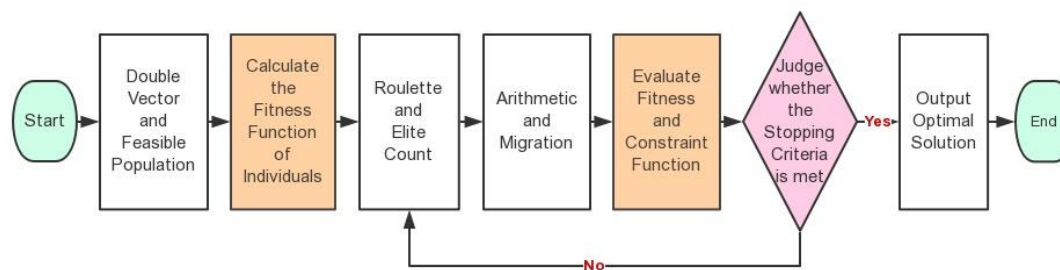 Start
Double
Vector
and
Feasible
Population
Calculate
the
Fitness
Function
of
Individuals
Roulette
and
Elite
Count
Arithmetic
and
Migration
Evaluate
Fitness
and
Constraint
Function
Judge
whether
the
Stopping
Criteria
is met
Yes
Output
Optimal
Solution
End
No